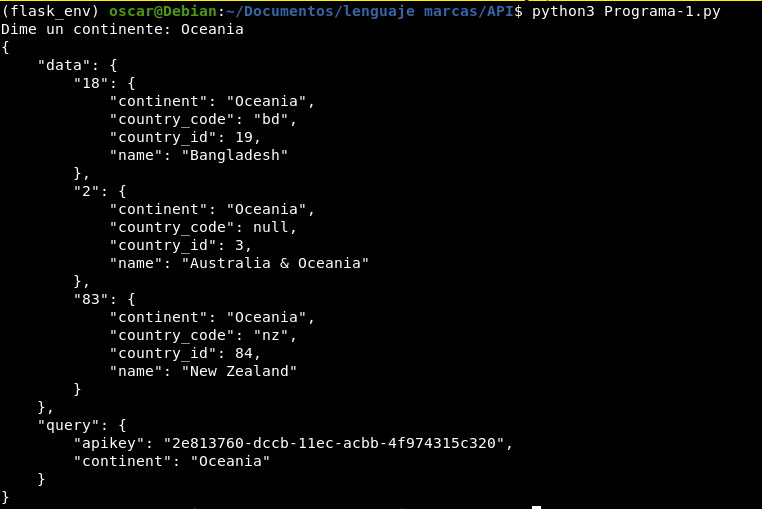 (flask_env) oscar@Debian:~/Documentos/lenguaje marcas/API$ python3 Programa-1.py
Dime un continente: Oceania
{
    "data": {
        "18": {
            "continent": "Oceania",
            "country_code": "bd",
            "country_id": 19,
            "name": "Bangladesh"
        },
        "2": {
            "continent": "Oceania",
            "country_code": null,
            "country_id": 3,
            "name": "Australia & Oceania"
        },
        "83": {
            "continent": "Oceania",
            "country_code": "nz",
            "country_id": 84,
            "name": "New Zealand"
        }
    },
    "query": {
        "apikey": "2e813760-dccb-11ec-acbb-4f974315c320",
        "continent": "Oceania"
    }
}